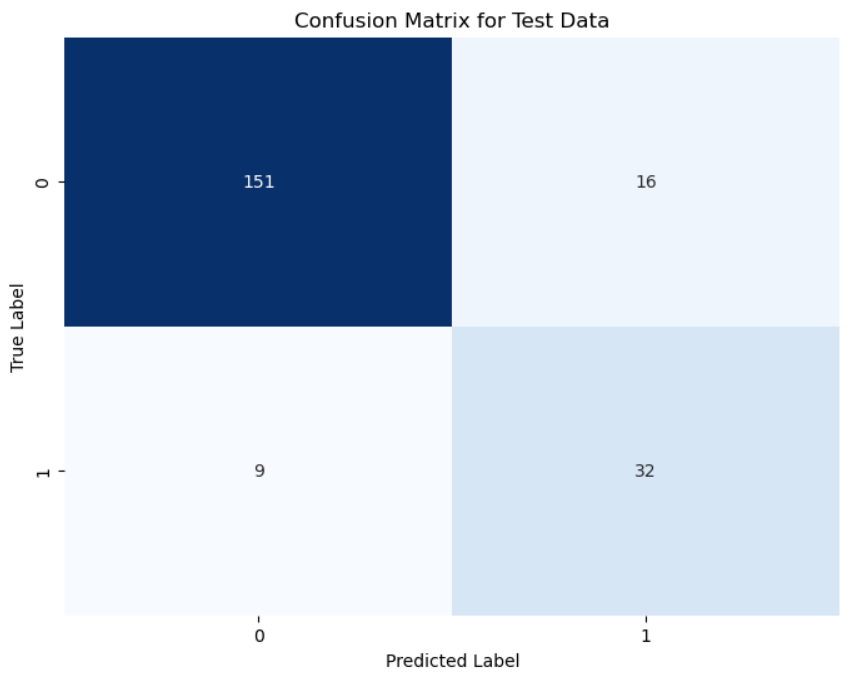 Confusion Matrix for Test Data
True Label
0
151
16
1
9
32
0
1
Predicted Label